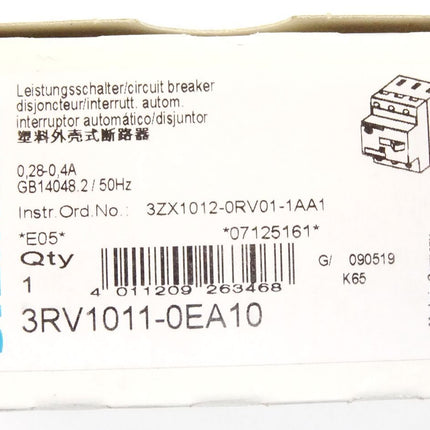 Leistungsschalter/circuit breaker
disjoncteur/interrutt. autom.
interruptor automático/disjuntor
塑料外壳式断路器
0,28-0,4A
GB14048.2 / 50Hz
Instr.Ord.No.: 3ZX1012-0RV01-1AA1
*E05* *07125161*
Qty G/ 090519
1 K65
4 011209 263468
3RV1011-0EA10